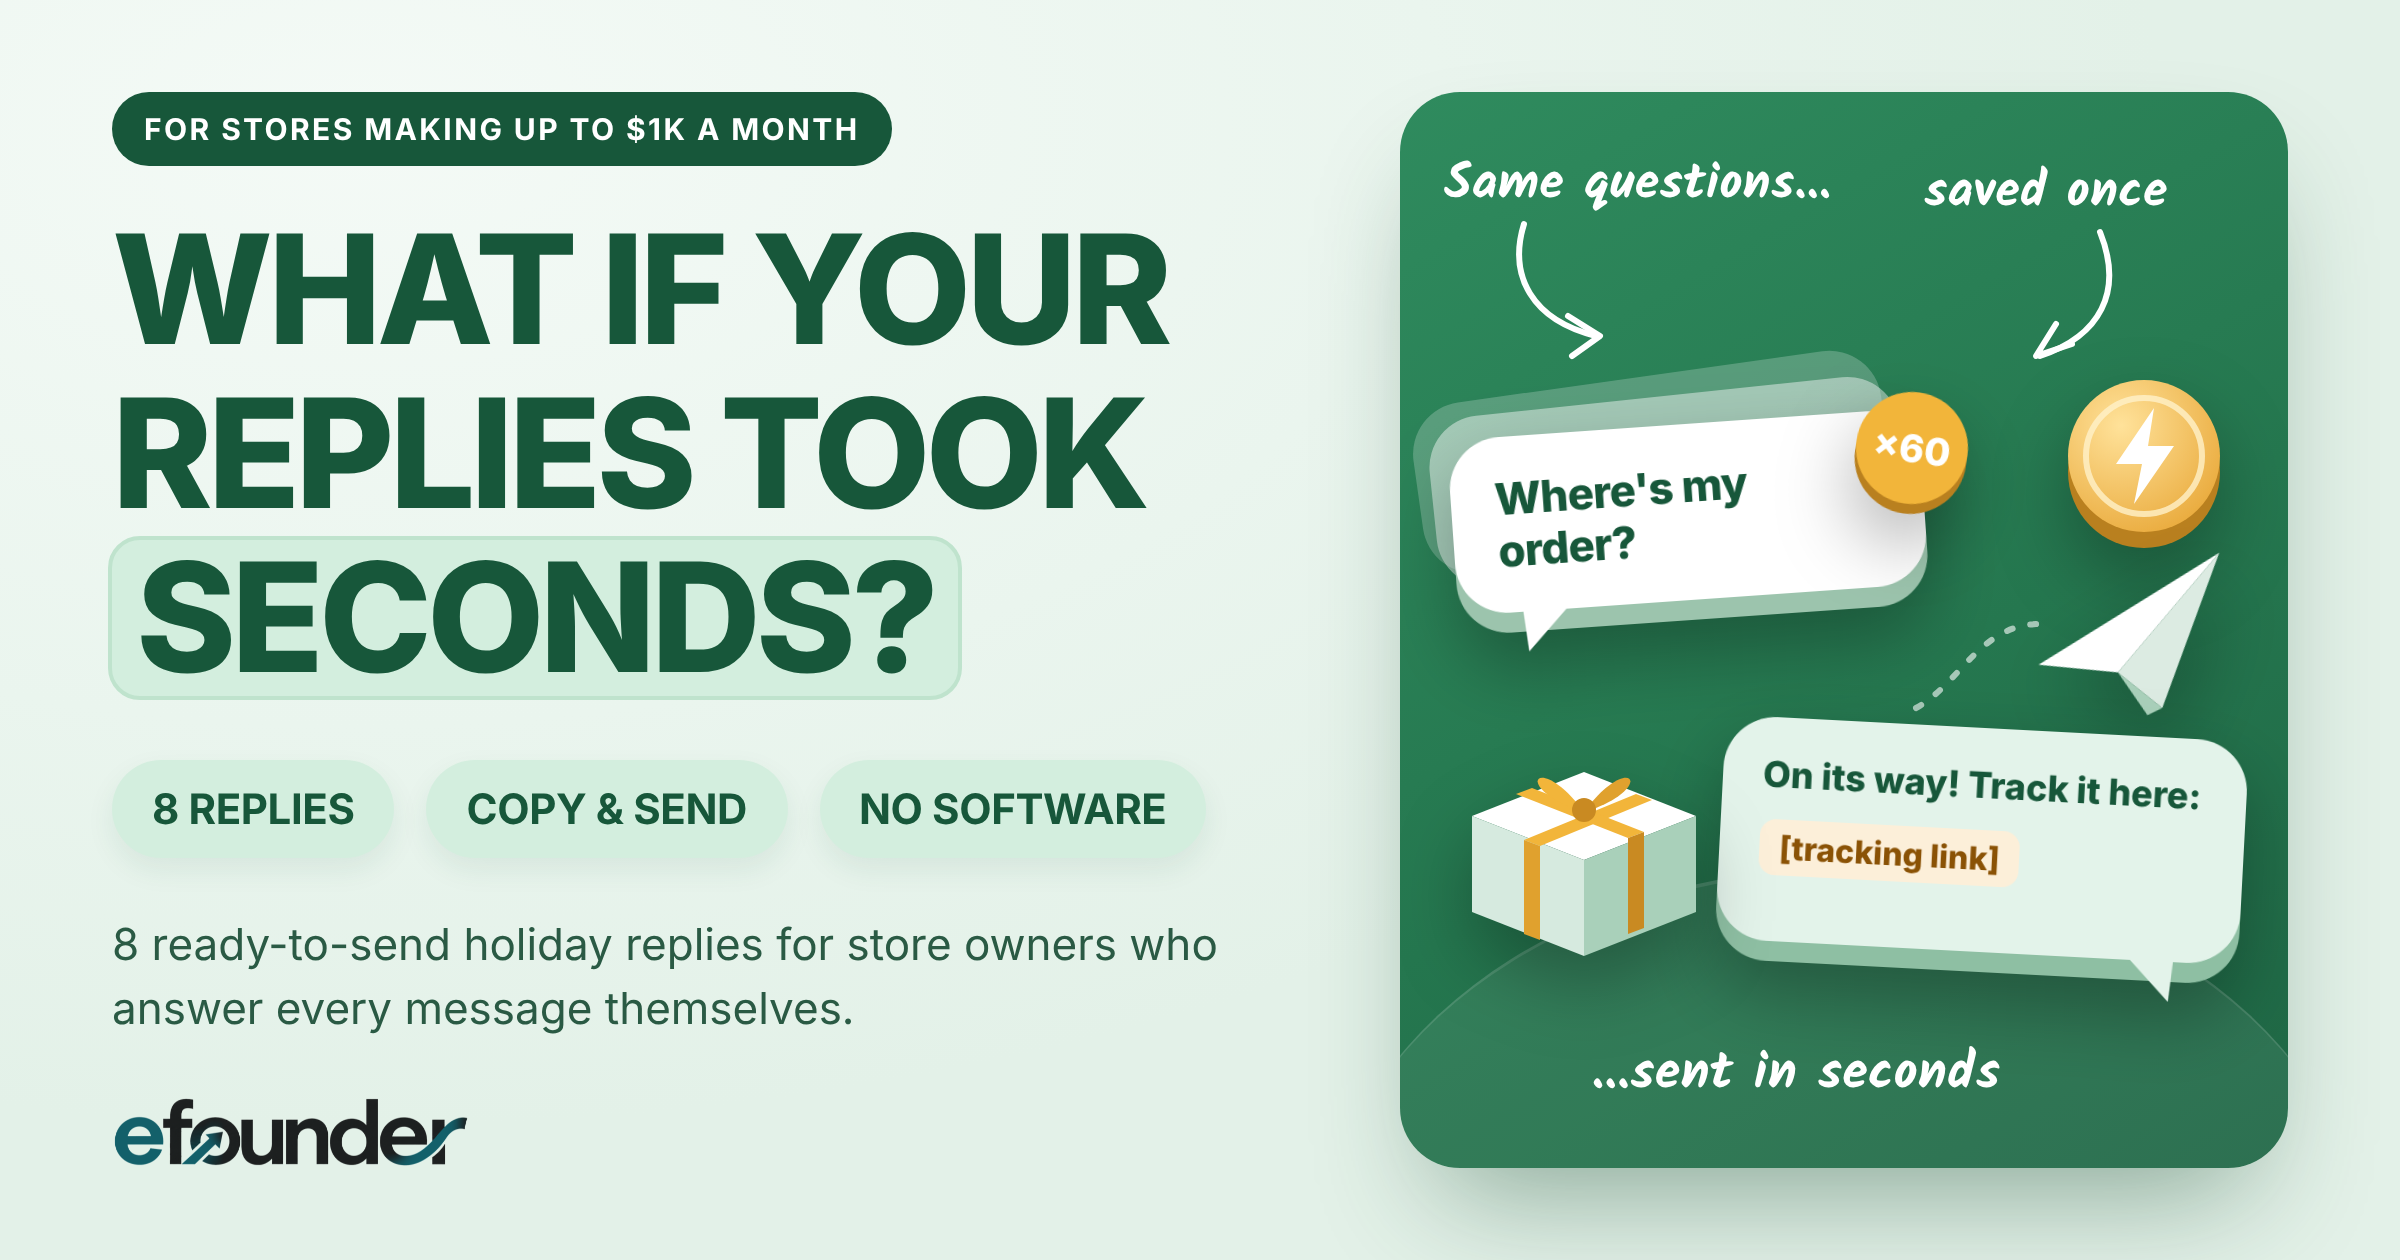 FOR STORES MAKING UP TO $1K A MONTH
WHAT IF YOUR
REPLIES TOOK
SECONDS?
8 REPLIES
COPY & SEND
NO SOFTWARE
8 ready-to-send holiday replies for store owners who
answer every message themselves.
efounder
Same questions...
saved once
×60
Where's my
order?
On its way! Track it here:
[tracking link]
...sent in seconds